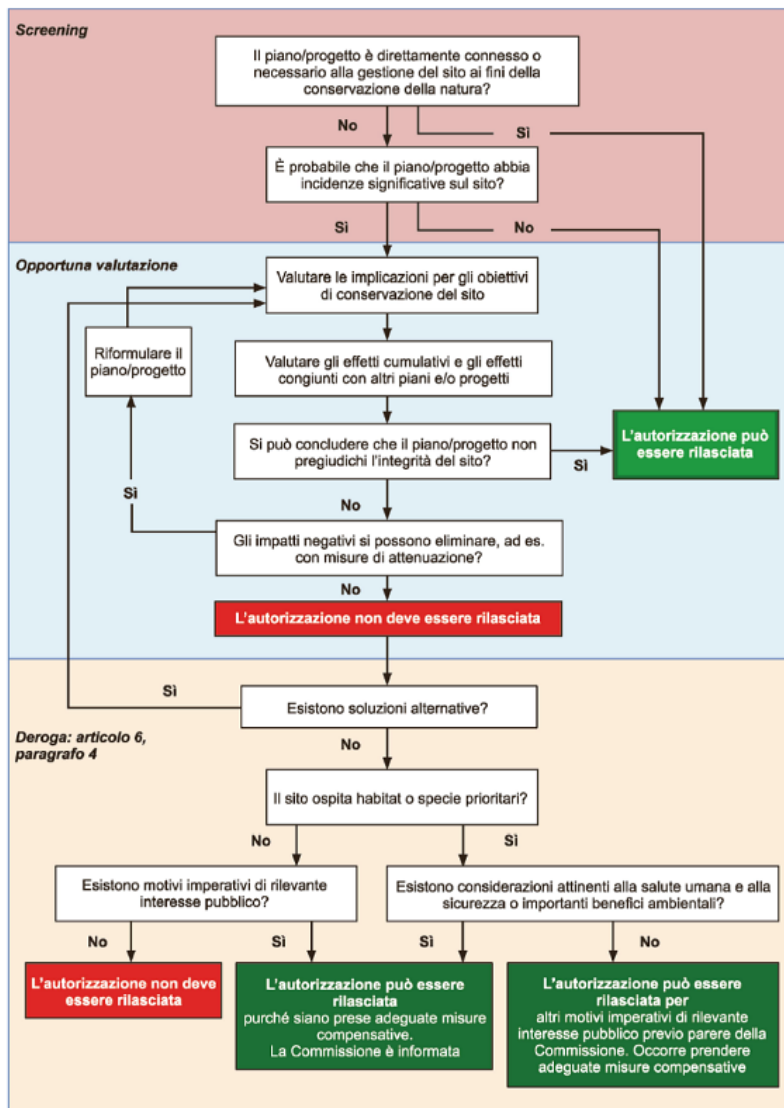 Screening
Il piano/progetto è direttamente connesso o
necessario alla gestione del sito ai fini della
conservazione della natura?
No
Sì
È probabile che il piano/progetto abbia
incidenze significative sul sito?
Sì
No
Opportuna valutazione
Valutare le implicazioni per gli obiettivi
di conservazione del sito
Riformulare il
piano/progetto
Valutare gli effetti cumulativi e gli effetti
congiunti con altri piani e/o progetti
L'autorizzazione può
essere rilasciata
Si può concludere che il piano/progetto non
pregiudichi l'integrità del sito?
Sì
Sì
No
Gli impatti negativi si possono eliminare, ad es.
con misure di attenuazione?
No
L'autorizzazione non deve essere rilasciata
Sì
Esistono soluzioni alternative?
Deroga: articolo 6,
paragrafo 4
No
Il sito ospita habitat o specie prioritari?
No
Sì
Esistono motivi imperativi di rilevante
interesse pubblico?
Esistono considerazioni attinenti alla salute umana e alla
sicurezza o importanti benefici ambientali?
No
Sì
Sì
No
L'autorizzazione non deve
essere rilasciata
L'autorizzazione può essere
rilasciata
purché siano prese adeguate misure
compensative.
La Commissione è informata
L'autorizzazione può essere
rilasciata per
altri motivi imperativi di rilevante
interesse pubblico previo parere della
Commissione. Occorre prendere
adeguate misure compensative